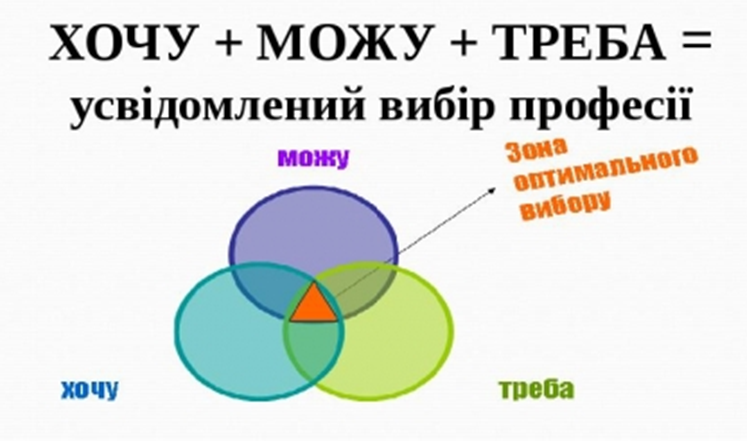 ХОЧУ + МОЖУ + ТРЕБА =
усвідомлений вибір професії
можу
Зона
оптимального
вибору
хочу
треба